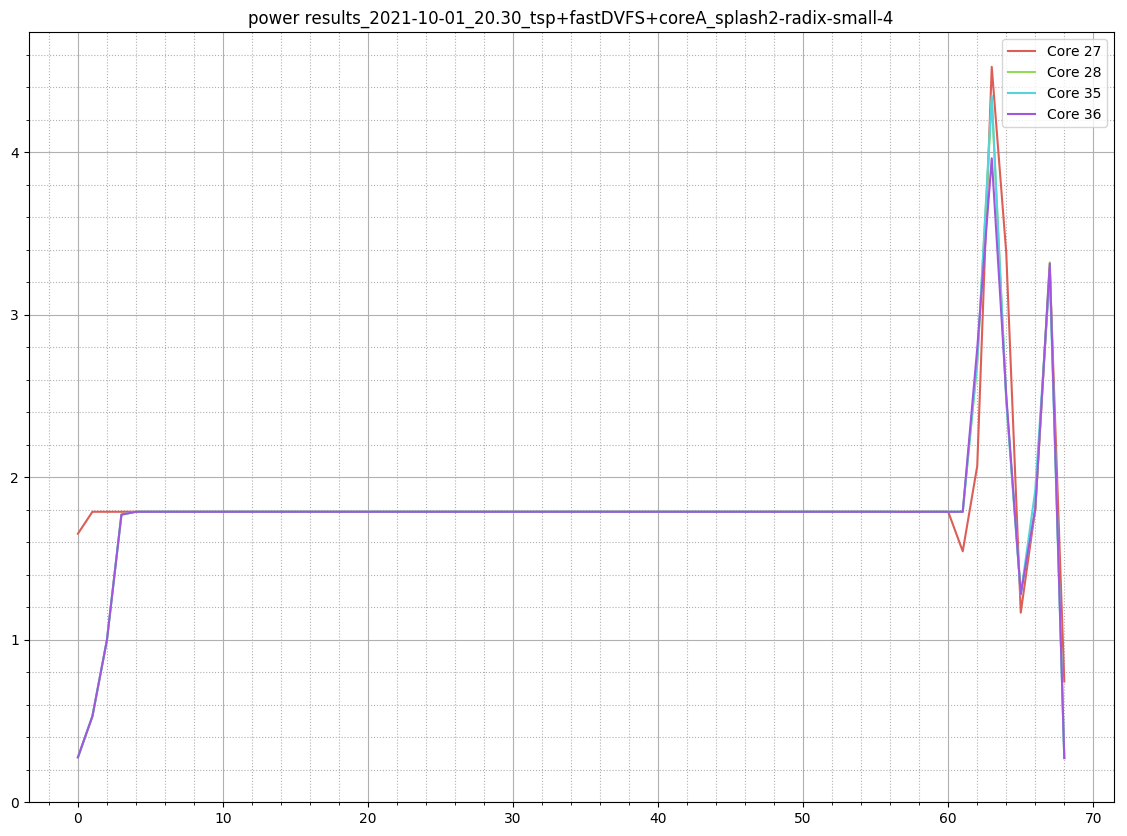 power results_2021-10-01_20.30_tsp+fastDVFS+coreA_splash2-radix-small-4
Core 27
Core 28
Core 35
Core 36
4
3
2
1
0
0 10 20 30 40 50 60 70